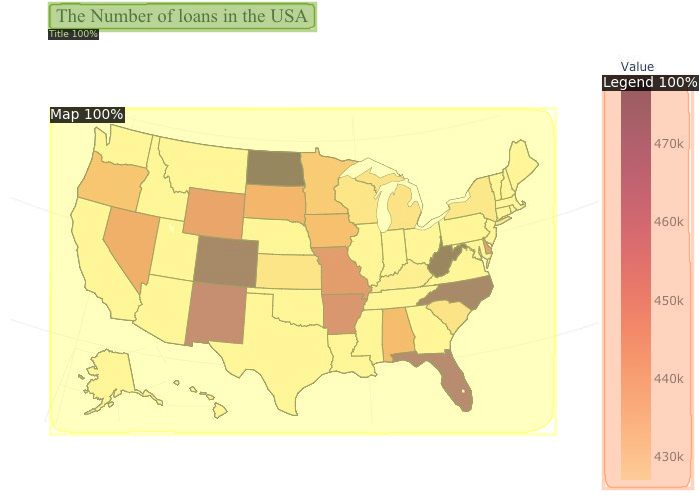 The Number of loans in the USA
Title 100%
Value
Legend 100%
Map 100%
470k
460k
450k
440k
430k